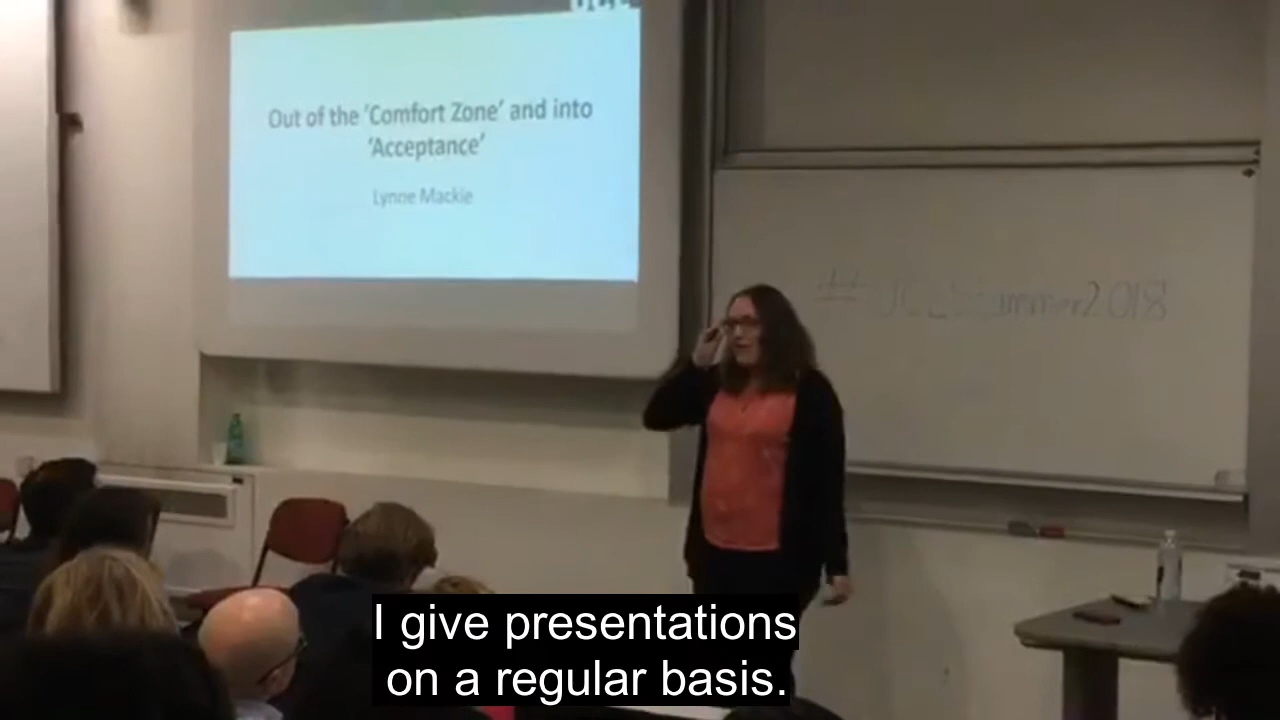 Out of the 'Comfort Zone' and into
'Acceptance'
Lynne Mackie
I give presentations
on a regular basis.